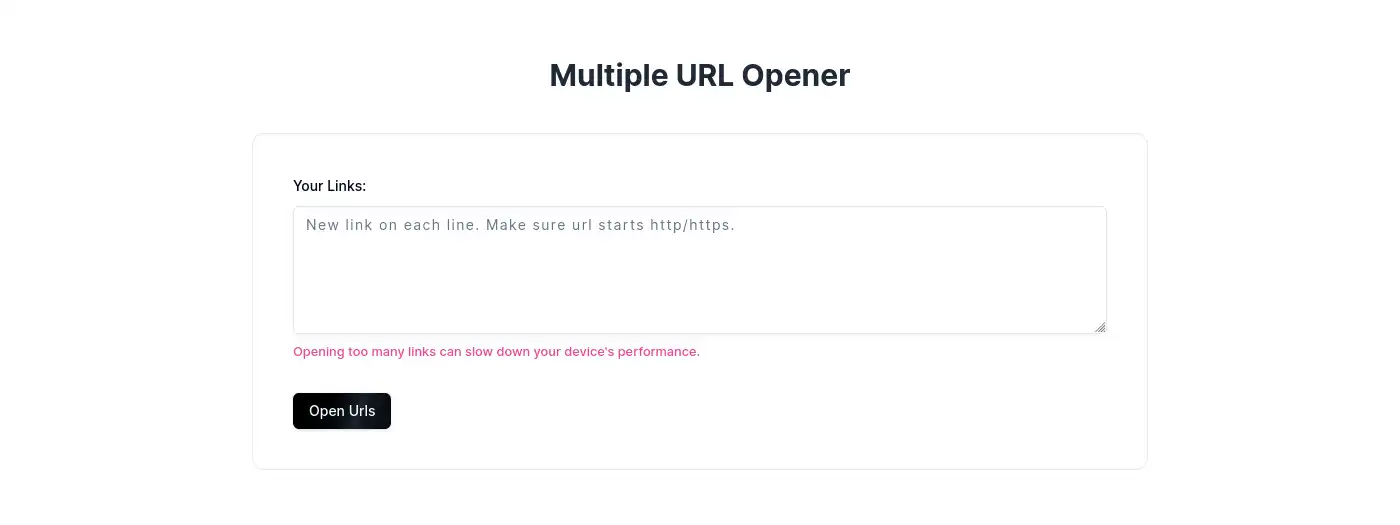 Multiple URL Opener
Your Links:
New link on each line. Make sure url starts http/https.
Opening too many links can slow down your device's performance.
Open Urls